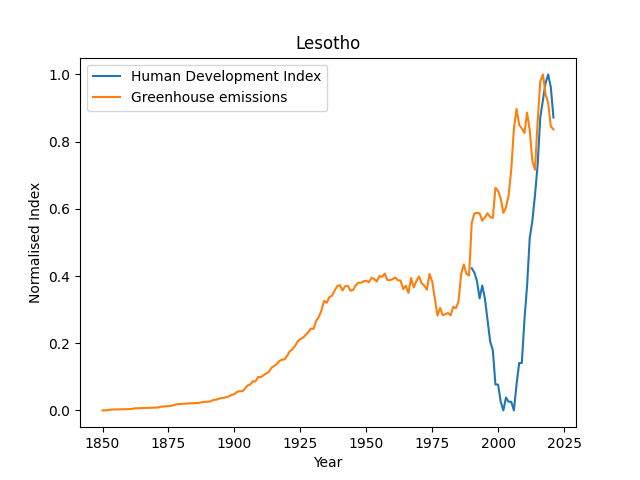 Lesotho
Human Development Index
Greenhouse emissions
1.0
0.8
0.6
0.4
0.2
0.0
Normalised Index
1850 1875 1900 1925 1950 1975 2000 2025
Year